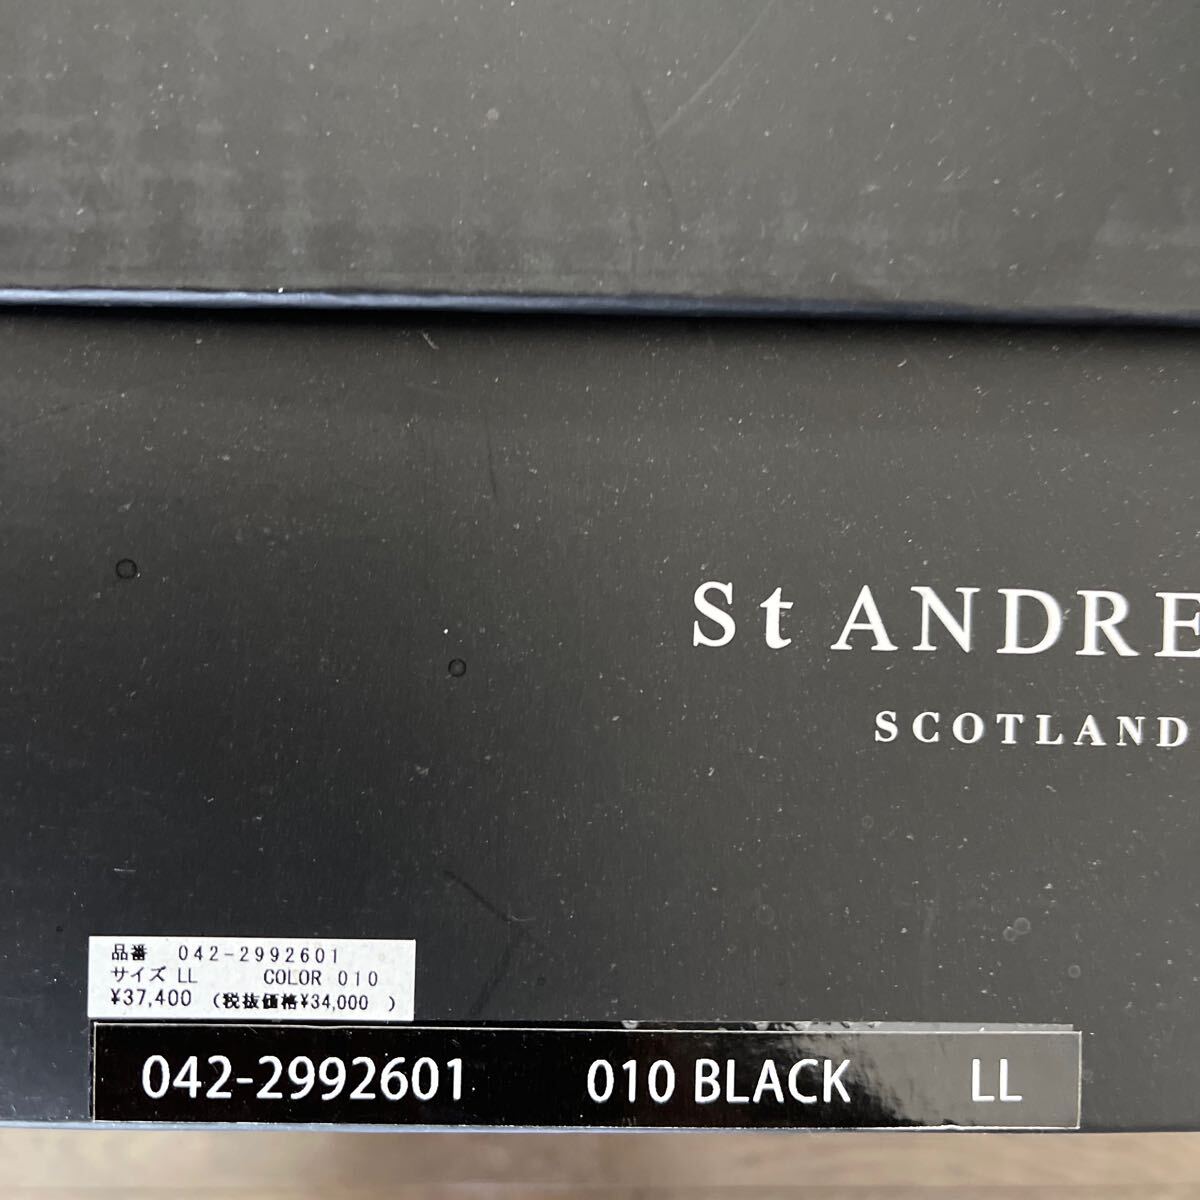 St ANDRE
SCOTLAND
品番 042-2992601
サイズ LL COLOR 010
¥37,400 (税抜価格¥34,000 )
042-2992601 010 BLACK LL